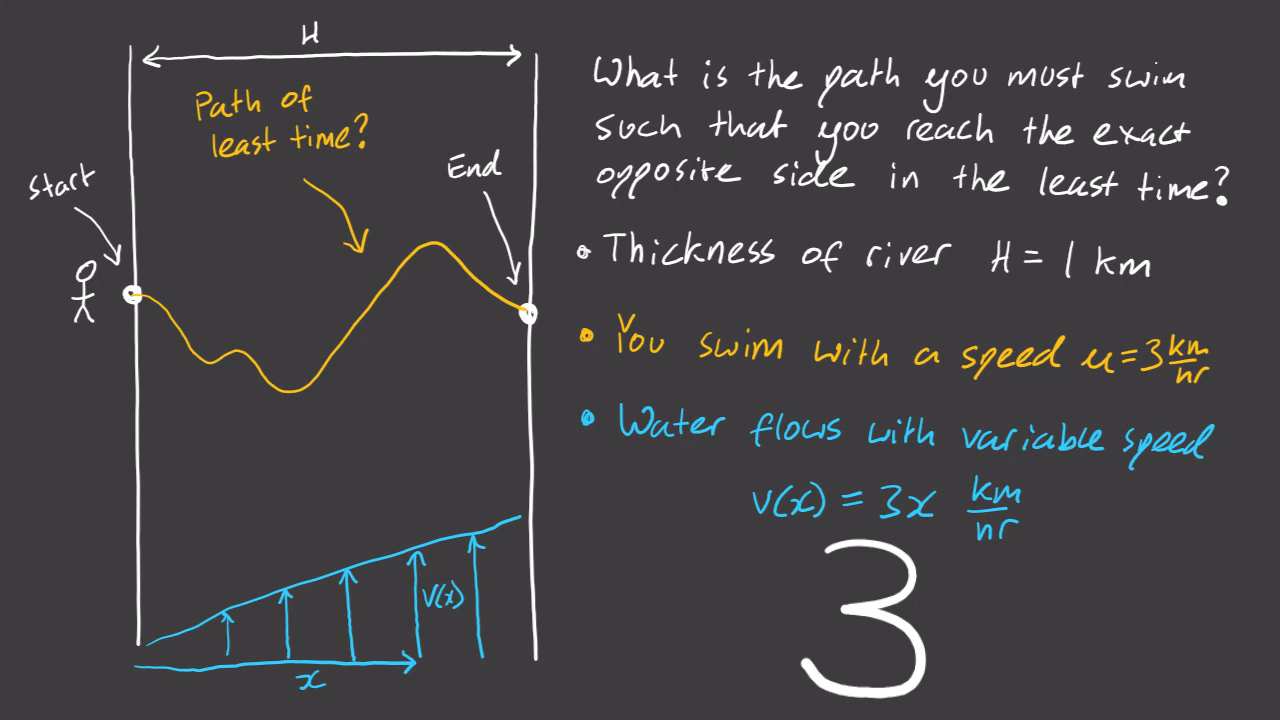 H
Path of
least time?
Start
End
What is the path you must swim
such that you reach the exact
opposite side in the least time?
• Thickness of river H = 1 km
• You swim with a speed u = 3 km/hr
• Water flows with variable speed
v(x) = 3x km/hr
v(x)
x
3